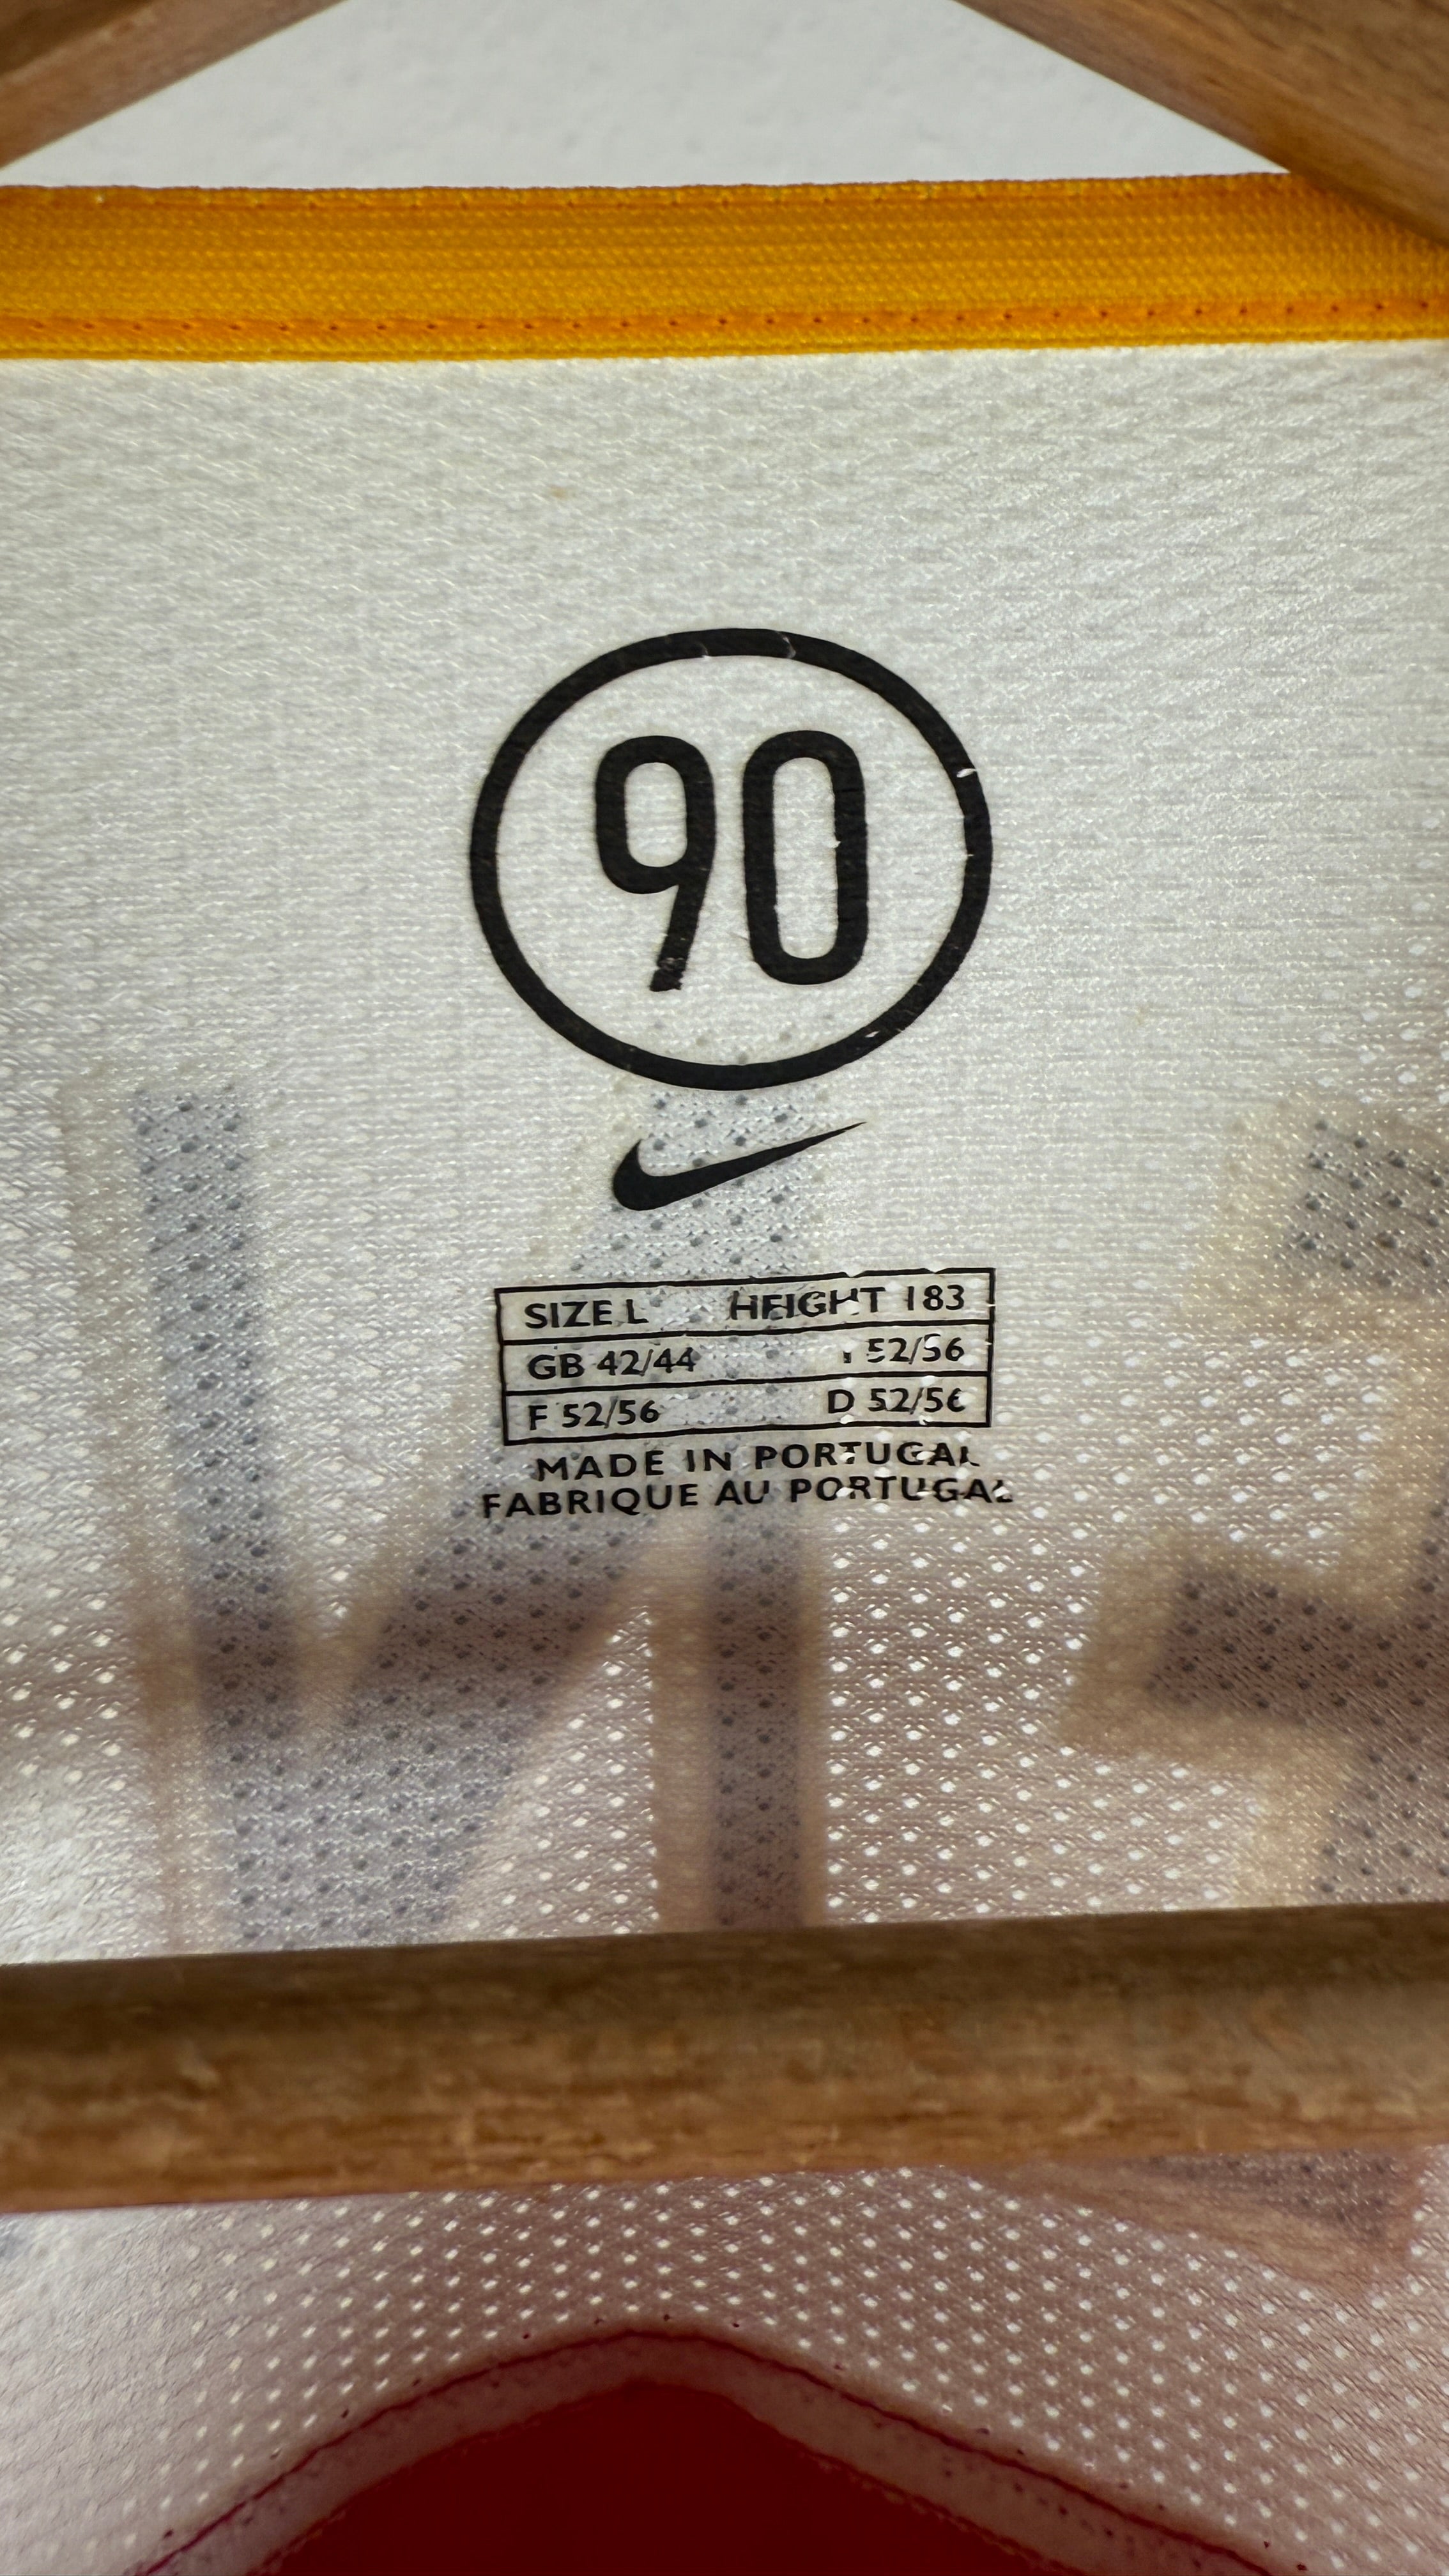 90
SIZE L HEIGHT 183
GB 42/44 52/56
F 52/56 D 52/56
MADE IN PORTUGAL
FABRIQUE AU PORTUGAL